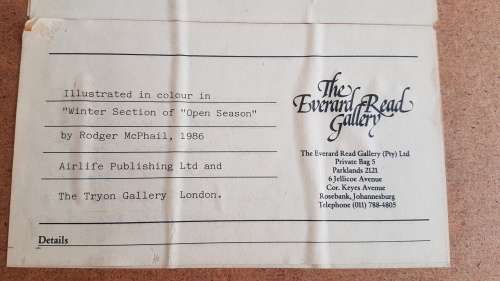 Illustrated in colour in
"Winter Section of "Open Season"
by Rodger McPhail, 1986
Airlife Publishing Ltd and
The Tryon Gallery London.
The
Everard Read
Gallery
The Everard Read Gallery (Pty) Ltd
Private Bag 5
Parklands 2121
6 Jellicoe Avenue
Cor. Keyes Avenue
Rosebank, Johannesburg
Telephone (011) 788-4805
Details